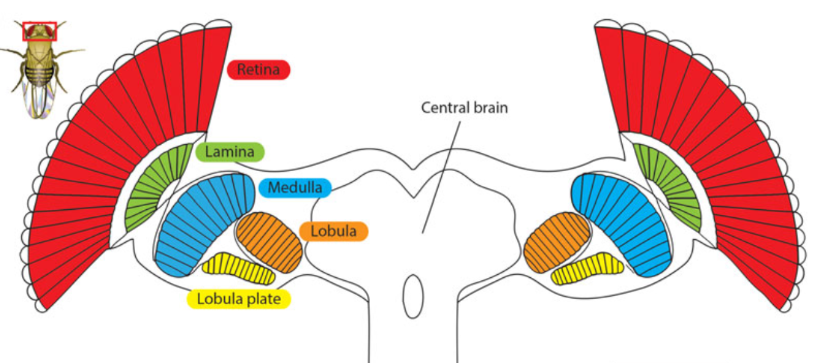 Retina
Central brain
Lamina
Medulla
Lobula
Lobula plate